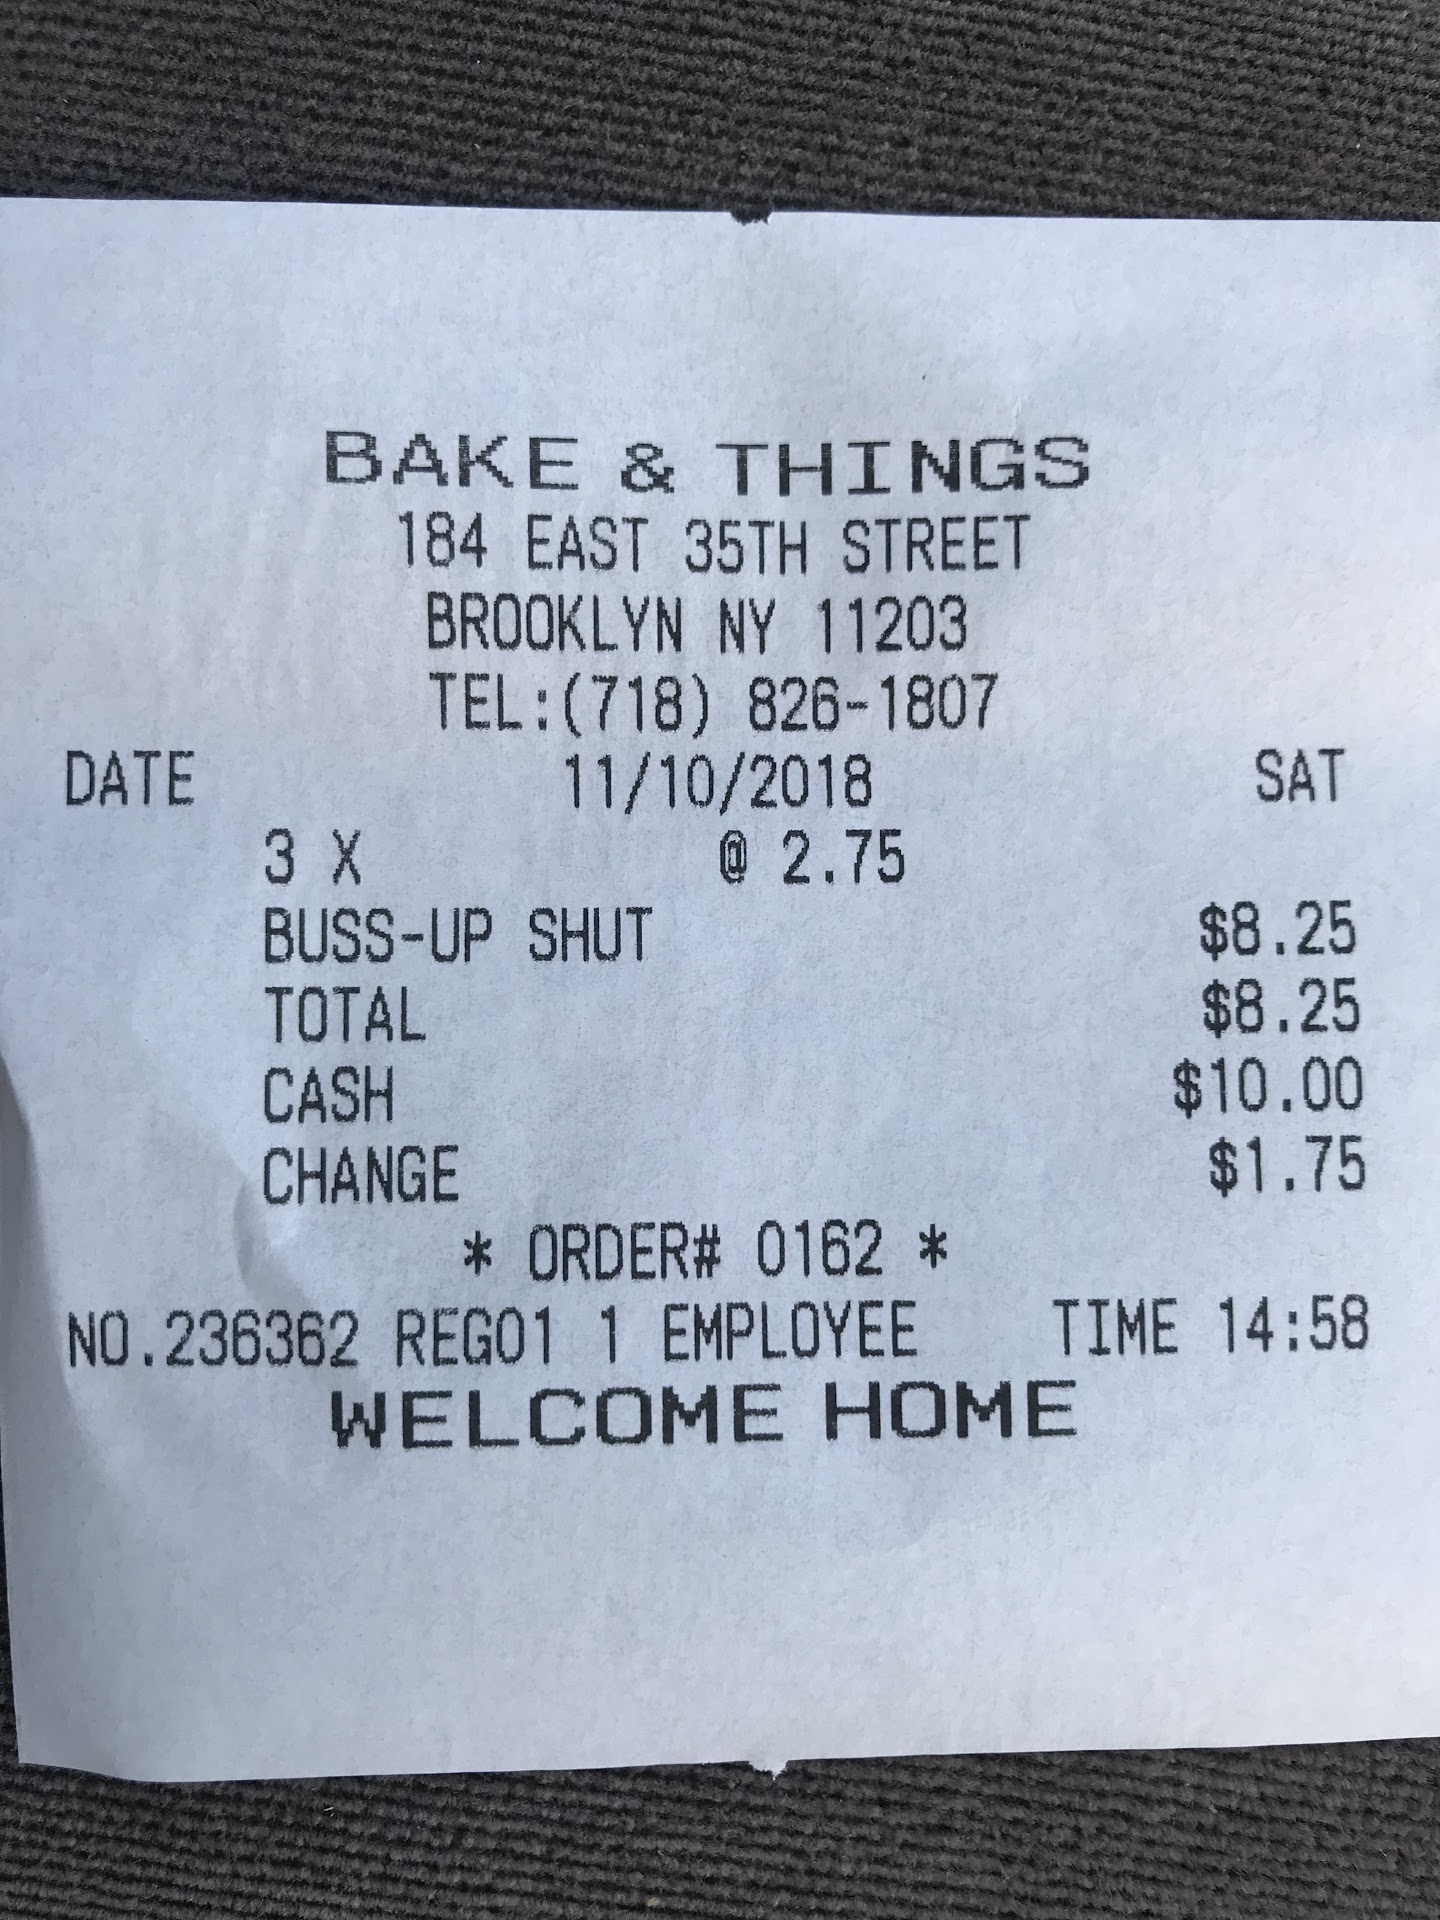 BAKE & THINGS
184 EAST 35TH STREET
BROOKLYN NY 11203
TEL:(718) 826-1807
DATE 11/10/2018 SAT
3 X @ 2.75
BUSS-UP SHUT $8.25
TOTAL $8.25
CASH $10.00
CHANGE $1.75
* ORDER# 0162 *
NO.236362 REG01 1 EMPLOYEE TIME 14:58
WELCOME HOME